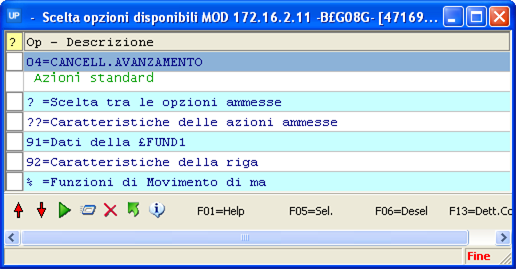 UP - Scelta opzioni disponibili MOD 172.16.2.11 -B£G08G- [47169...
? Op - Descrizione
04=CANCELL.AVANZAMENTO
Azioni standard
? =Scelta tra le opzioni ammesse
??=Caratteristiche delle azioni ammesse
91=Dati della £FUND1
92=Caratteristiche della riga
% =Funzioni di Movimento di ma
F01=Help F05=Sel. F06=Desel F13=Dett.Co
Fine